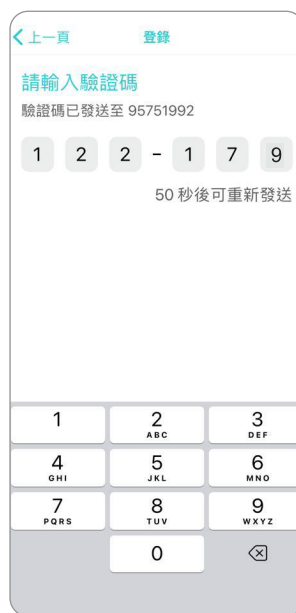 上一頁 登錄
請輸入驗證碼
驗證碼已發送至 95751992
1 2 2 - 1 7 9
50 秒後可重新發送
1 2 3
ABC DEF
4 5 6
GHI JKL MNO
7 8 9
PQRS TUV WXYZ
0